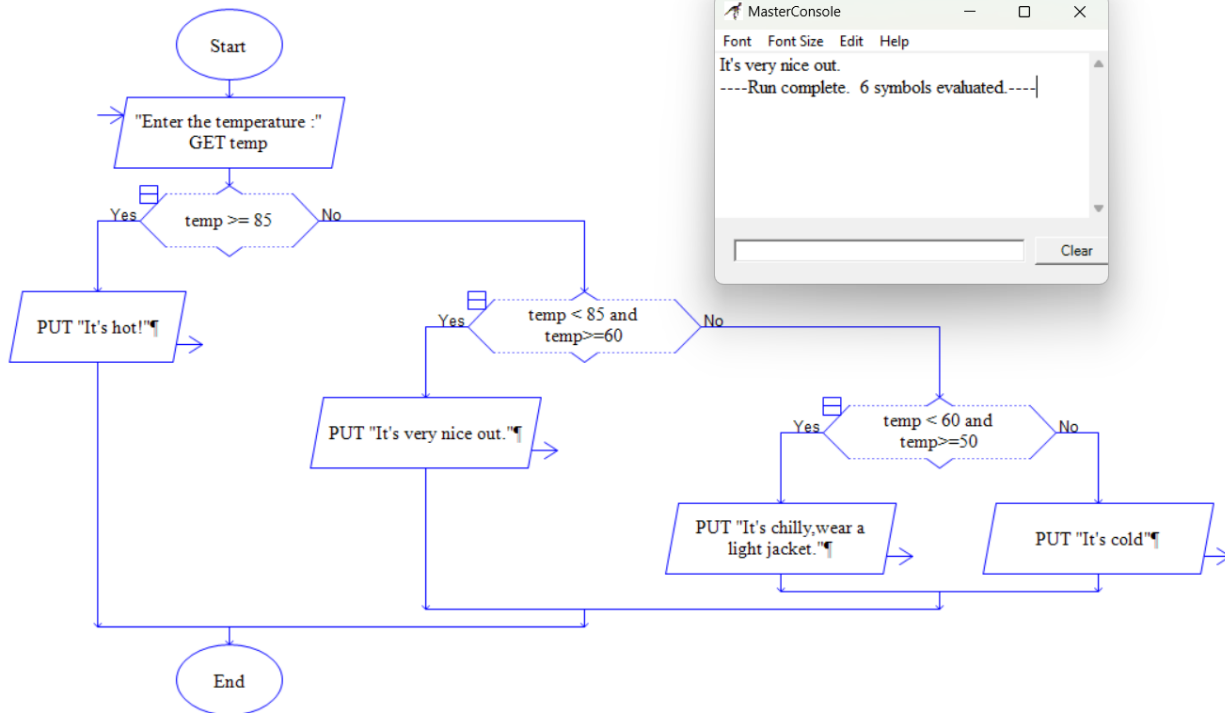 MasterConsole
Font Font Size Edit Help
It's very nice out.
----Run complete.  6 symbols evaluated.----
Clear
Start
"Enter the temperature :"
GET temp
Yes
temp >= 85
No
PUT "It's hot!"¶
Yes
temp < 85 and
temp>=60
No
PUT "It's very nice out."¶
Yes
temp < 60 and
temp>=50
No
PUT "It's chilly,wear a
light jacket."¶
PUT "It's cold"¶
End